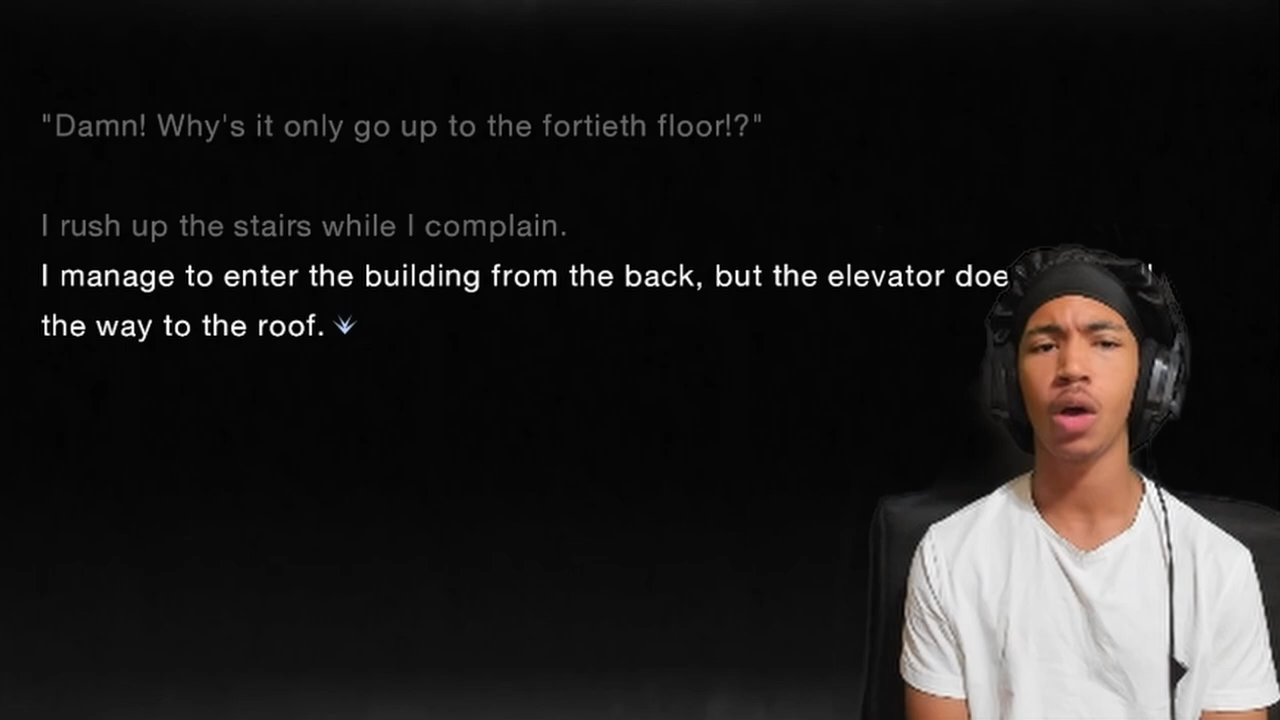 "Damn! Why's it only go up to the fortieth floor!?"
I rush up the stairs while I complain.
I manage to enter the building from the back, but the elevator
the way to the roof.